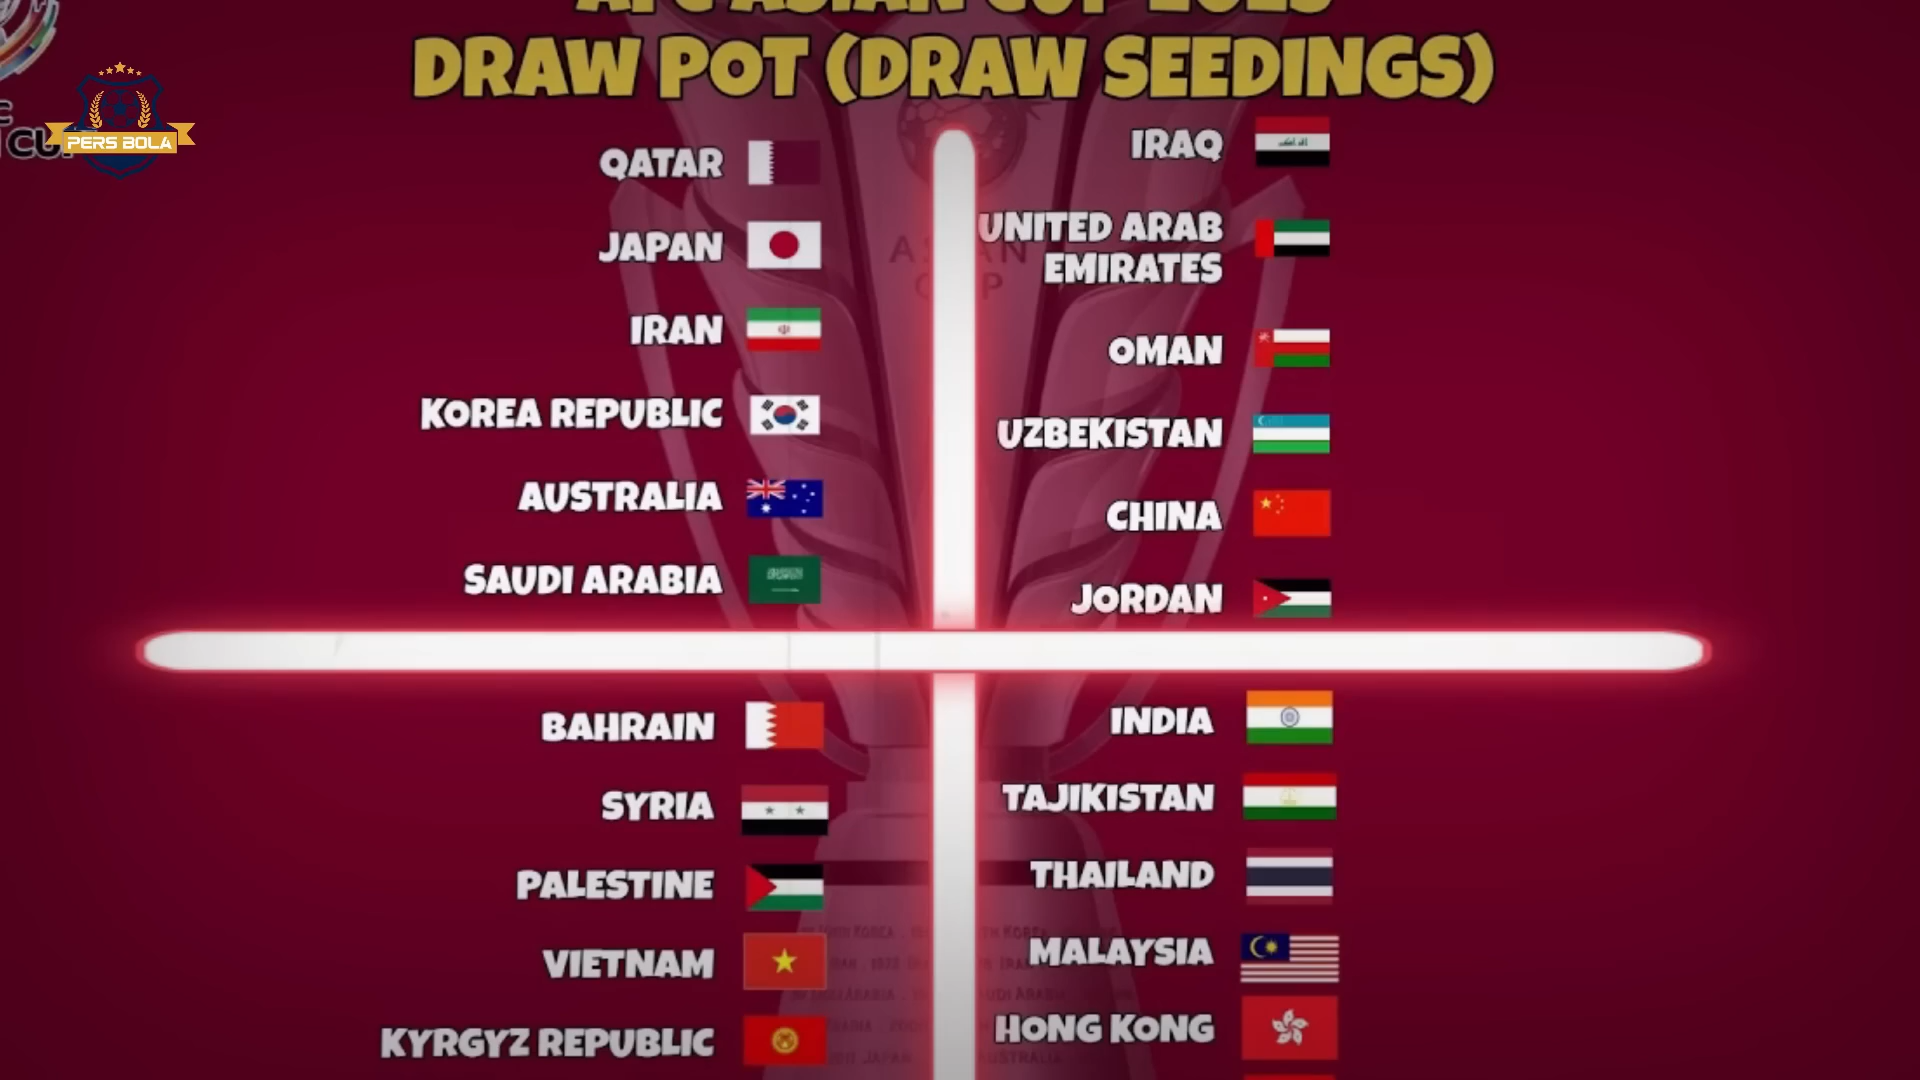 DRAW POT (DRAW SEEDINGS)
PERS BOLA
QATAR
JAPAN
IRAN
KOREA REPUBLIC
AUSTRALIA
SAUDI ARABIA
IRAQ
UNITED ARAB
EMIRATES
OMAN
UZBEKISTAN
CHINA
JORDAN
BAHRAIN
SYRIA
PALESTINE
VIETNAM
KYRGYZ REPUBLIC
INDIA
TAJIKISTAN
THAILAND
MALAYSIA
HONG KONG